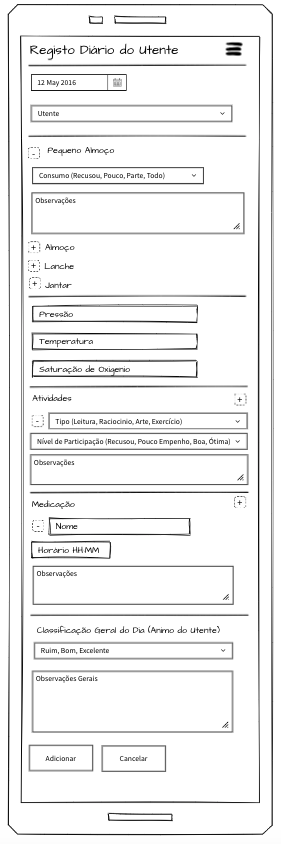 Registo Diário do Utente
12 May 2016
Utente
- Pequeno Almoço
Consumo (Recusou, Pouco, Parte, Todo)
Observações
+ Almoço
+ Lanche
+ Jantar
Pressão
Temperatura
Saturação de Oxigenio
Atividades +
- Tipo (Leitura, Raciocinio, Arte, Exercício)
Nível de Participação (Recusou, Pouco Empenho, Boa, Ótima)
Observações
Medicação +
- Nome
Horário HH:MM
Observações
Classificação Geral do Dia (Animo do Utente)
Ruim, Bom, Excelente
Observações Gerais
Adicionar Cancelar